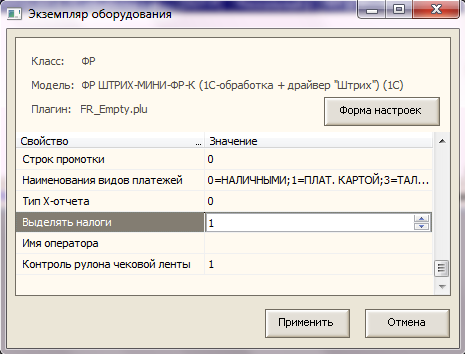 Экземпляр оборудования
Класс: ФР
Модель: ФР ШТРИХ-МИНИ-ФР-К (1С-обработка + драйвер "Штрих") (1С)
Плагин: FR_Empty.plu
Форма настроек
Свойство ... Значение
Строк промотки 0
Наименования видов платежей 0=НАЛИЧНЫМИ;1=ПЛАТ. КАРТОЙ;3=ТАЛ...
Тип X-отчета 0
Выделять налоги 1
Имя оператора
Контроль рулона чековой ленты 1
Применить Отмена